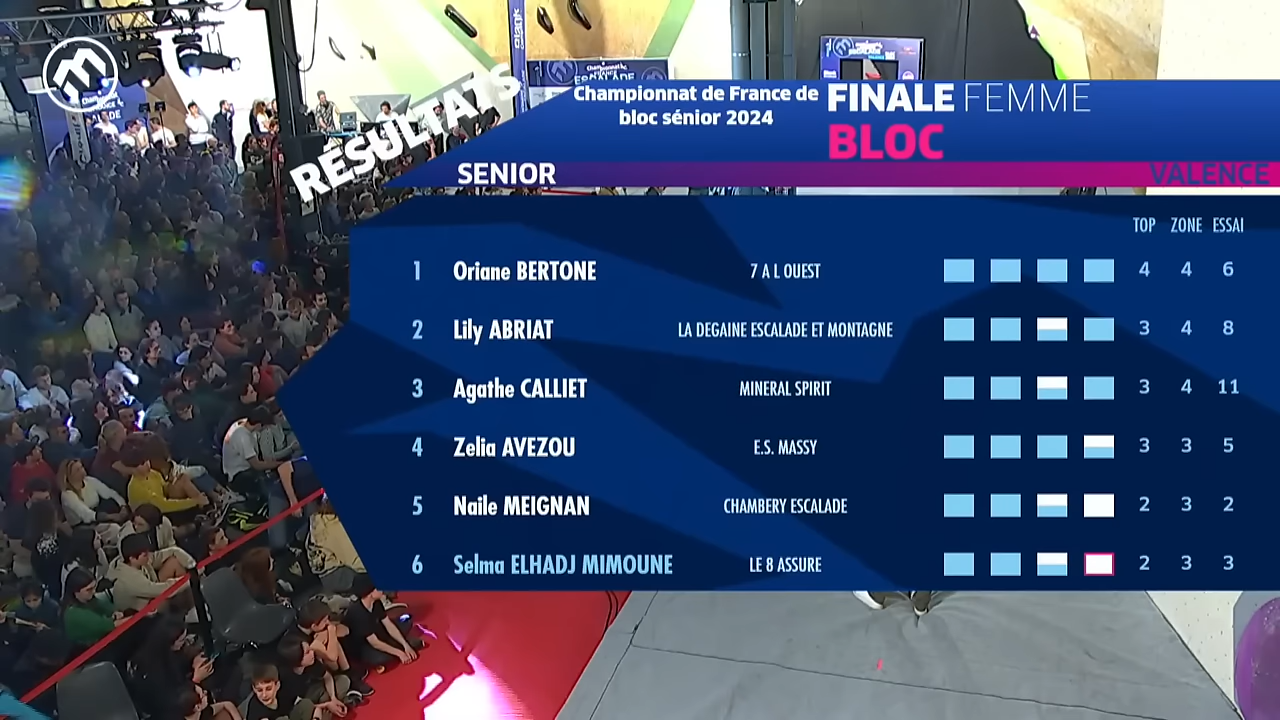 RÉSULTATS
Championnat de France de
bloc sénior 2024
FINALE FEMME
BLOC
SENIOR
VALENCE
TOP ZONE ESSAI
1 Oriane BERTONE 7 A L OUEST 4 4 6
2 Lily ABRIAT LA DEGAINE ESCALADE ET MONTAGNE 3 4 8
3 Agathe CALLIET MINERAL SPIRIT 3 4 11
4 Zelia AVEZOU E.S. MASSY 3 3 5
5 Naile MEIGNAN CHAMBERY ESCALADE 2 3 2
6 Selma ELHADJ MIMOUNE LE 8 ASSURE 2 3 3